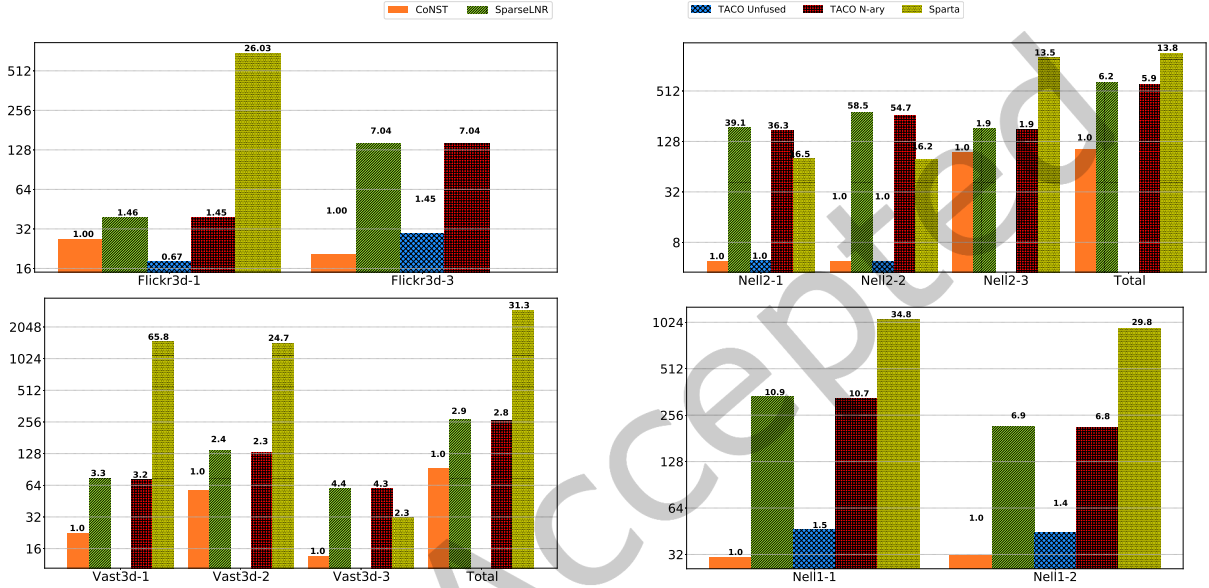 CoNST SparseLNR
TACO Unfused TACO N-ary Sparta
512
256
128
64
32
16
1.00 1.46 0.67 1.45 26.03
1.00 7.04 1.45 7.04
Flickr3d-1 Flickr3d-3
512
128
32
8
39.1 36.3 16.5
1.0 1.0
58.5 54.7 16.2
1.0 1.0
1.0 1.9 1.9 13.5
1.0 6.2 5.9 13.8
Nell2-1 Nell2-2 Nell2-3 Total
2048
1024
512
256
128
64
32
16
1.0 3.3 3.2 65.8
1.0 2.4 2.3 24.7
1.0 4.4 4.3 2.3
1.0 2.9 2.8 31.3
Vast3d-1 Vast3d-2 Vast3d-3 Total
1024
512
256
128
64
32
1.0 10.9 1.5 10.7 34.8
1.0 6.9 1.4 6.8 29.8
Nell1-1 Nell1-2
Accepted